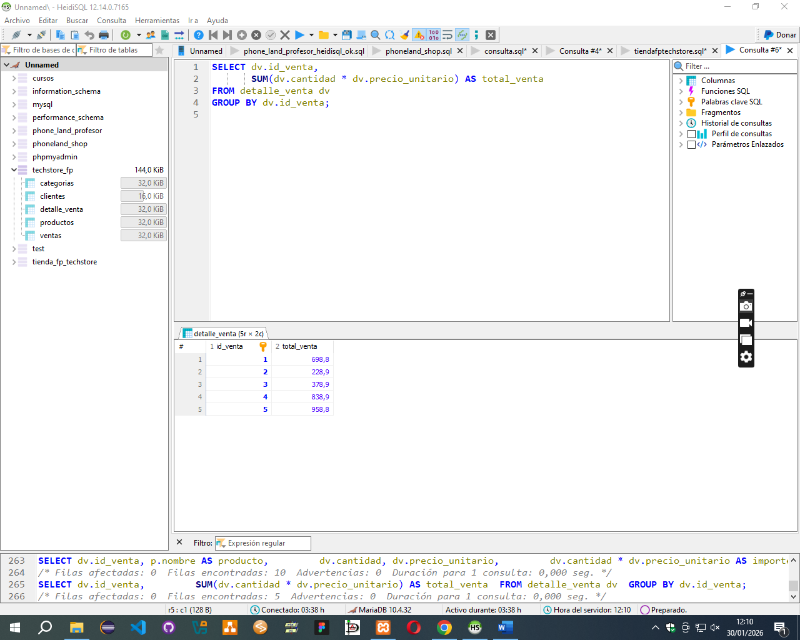 Unnamed\ - HeidiSQL 12.14.0.7165
Archivo Editar Buscar Consulta Herramientas Ir a Ayuda
Donar
Filtro de bases de d Filtro de tablas
Unnamed phone_land_profesor_heidisql_ok.sql phoneland_shop.sql consulta.sql* Consulta #4* tiendafptechstore.sql* Consulta #6*
Unnamed
cursos
information_schema
mysql
performance_schema
phone_land_profesor
phoneland_shop
phpmyadmin
techstore_fp 144,0 KiB
categorias 32,0 KiB
clientes 16,0 KiB
detalle_venta 32,0 KiB
productos 32,0 KiB
ventas 32,0 KiB
test
tienda_fp_techstore
1 SELECT dv.id_venta,
2 SUM(dv.cantidad * dv.precio_unitario) AS total_venta
3 FROM detalle_venta dv
4 GROUP BY dv.id_venta;
5
Filter ...
Columnas
Funciones SQL
Palabras clave SQL
Fragmentos
Historial de consultas
Perfil de consultas
Parámetros Enlazados
detalle_venta (5r × 2c)
# 1 id_venta 2 total_venta
1 1 698,8
2 2 228,9
3 3 378,9
4 4 838,9
5 5 958,8
Filtro: Expresión regular
263 SELECT dv.id_venta, p.nombre AS producto, dv.cantidad, dv.precio_unitario, dv.cantidad * dv.precio_unitario AS importe
264 /* Filas afectadas: 0 Filas encontradas: 10 Advertencias: 0 Duración para 1 consulta: 0,000 seg. */
265 SELECT dv.id_venta, SUM(dv.cantidad * dv.precio_unitario) AS total_venta FROM detalle_venta dv GROUP BY dv.id_venta;
266 /* Filas afectadas: 0 Filas encontradas: 5 Advertencias: 0 Duración para 1 consulta: 0,000 seg. */
r5 : c1 (128 B) Conectado: 03:38 h MariaDB 10.4.32 Activo durante: 03:38 h Hora del servidor: 12:10 Preparado.
12:10
30/01/2026